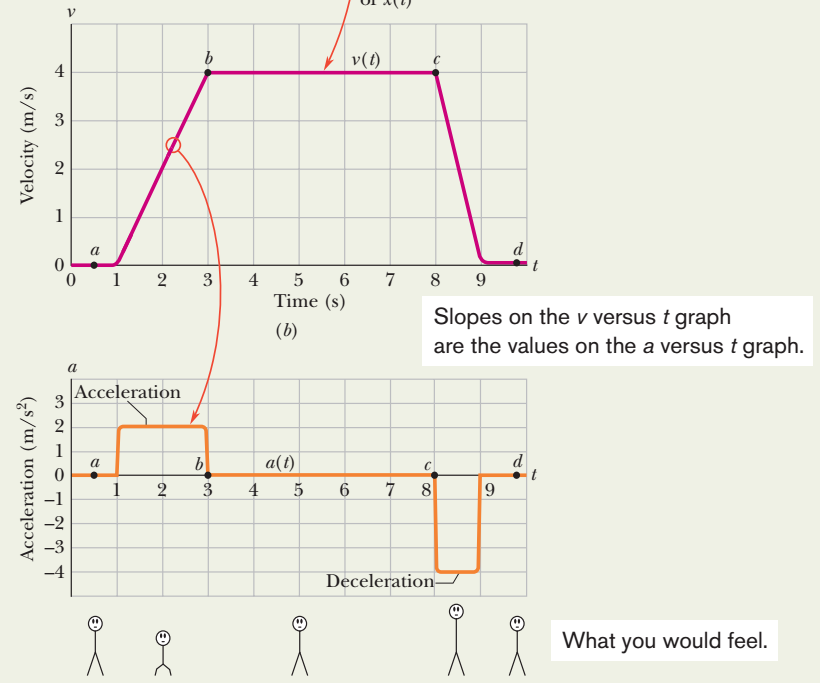 of x(t)
v
b
v(t)
c
4
3
2
1
0
Velocity (m/s)
a
d
t
0 1 2 3 4 5 6 7 8 9
Time (s)
(b)
Slopes on the v versus t graph
are the values on the a versus t graph.
a
Acceleration
3
2
1
0
−1
−2
−3
−4
Acceleration (m/s²)
a
b
a(t)
c
d
t
1 2 3 4 5 6 7 8 9
Deceleration
What you would feel.